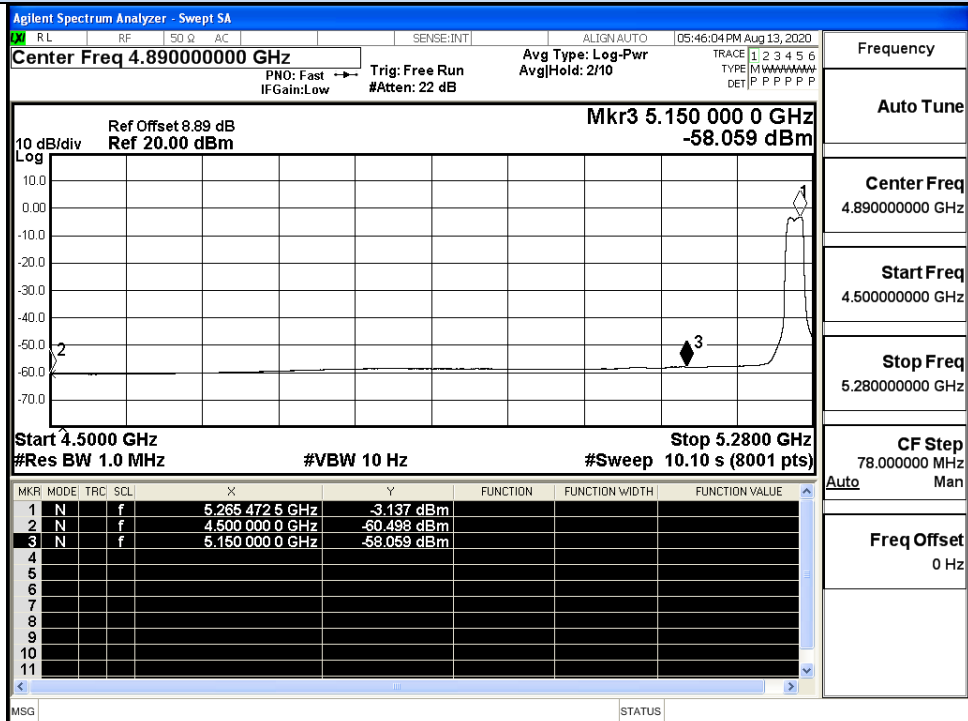 Agilent Spectrum Analyzer - Swept SA
LXI RL RF 50 Ω AC SENSE:INT ALIGN AUTO 05:46:04 PM Aug 13, 2020
Center Freq 4.890000000 GHz
PNO: Fast
IFGain:Low
Trig: Free Run
#Atten: 22 dB
Avg Type: Log-Pwr
Avg|Hold: 2/10
TRACE 1 2 3 4 5 6
TYPE M W W W W W
DET P P P P P P
Frequency
Auto Tune
Center Freq
4.890000000 GHz
Start Freq
4.500000000 GHz
Stop Freq
5.280000000 GHz
CF Step
78.000000 MHz
Auto Man
Freq Offset
0 Hz
Mkr3 5.150 000 0 GHz
-58.059 dBm
Ref Offset 8.89 dB
10 dB/div Ref 20.00 dBm
Log
10.0
0.00
-10.0
-20.0
-30.0
-40.0
-50.0
-60.0
-70.0
1
2
3
Start 4.5000 GHz Stop 5.2800 GHz
#Res BW 1.0 MHz #VBW 10 Hz #Sweep 10.10 s (8001 pts)
MKR MODE TRC SCL X Y FUNCTION FUNCTION WIDTH FUNCTION VALUE
1 N f 5.265 472 5 GHz -3.137 dBm
2 N f 4.500 000 0 GHz -60.498 dBm
3 N f 5.150 000 0 GHz -58.059 dBm
4
5
6
7
8
9
10
11
MSG STATUS